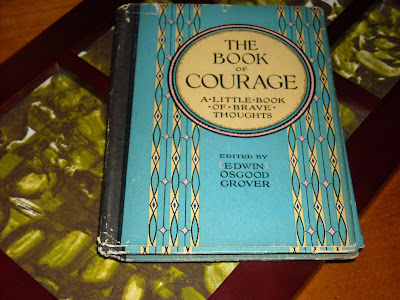 THE
BOOK
OF
COURAGE
A·LITTLE·BOOK
·OF·BRAVE·
THOUGHTS
EDITED BY
EDWIN
OSGOOD
GROVER